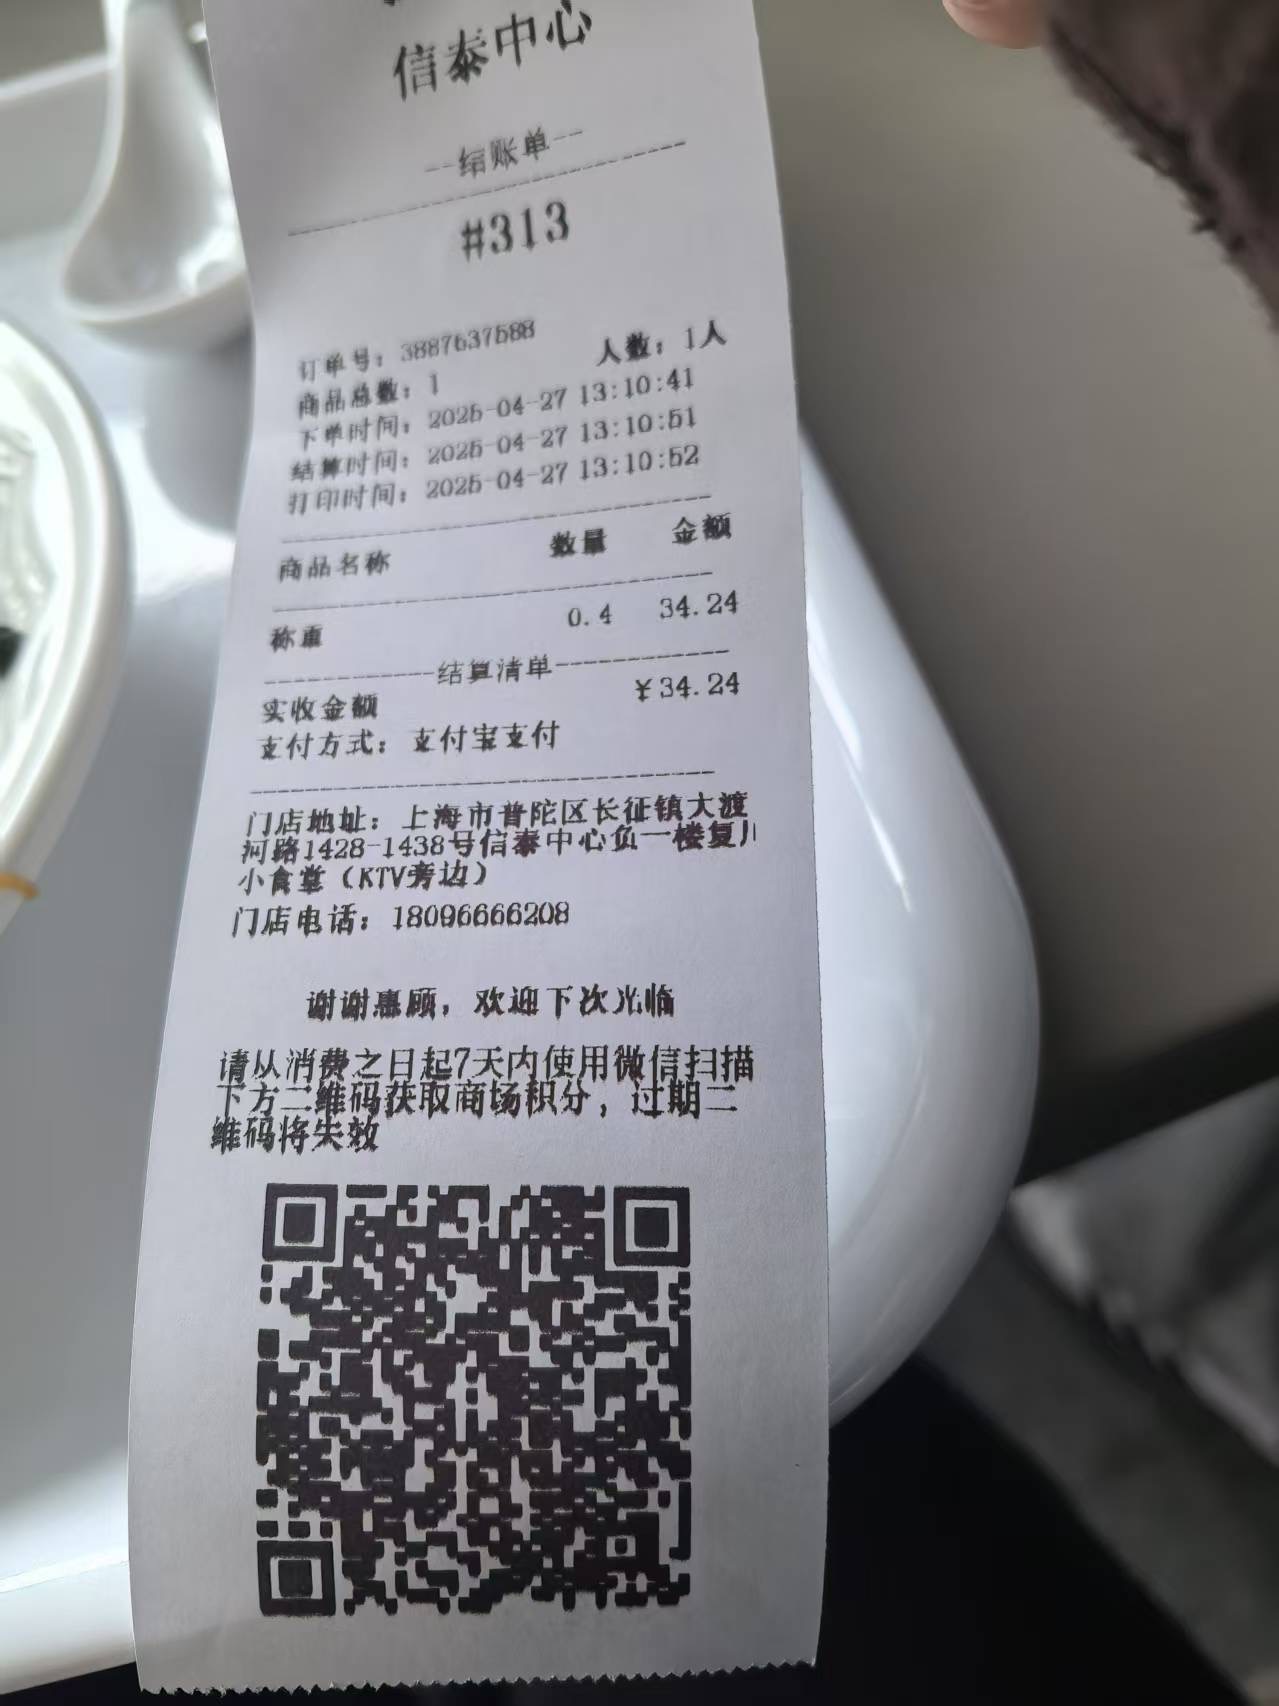 信泰中心
--结账单--
#313
订单号：3887637588
人数：1人
商品总数：1
下单时间：2025-04-27 13:10:41
结算时间：2025-04-27 13:10:51
打印时间：2025-04-27 13:10:52
商品名称 数量 金额
称重 0.4 34.24
结算清单
实收金额 ￥34.24
支付方式：支付宝支付
门店地址：上海市普陀区长征镇大渡
河路1428-1438号信泰中心负一楼复
小食堂（KTV旁边）
门店电话：18096666208
谢谢惠顾，欢迎下次光临
请从消费之日起7天内使用微信扫描
下方二维码获取商场积分，过期二
维码将失效